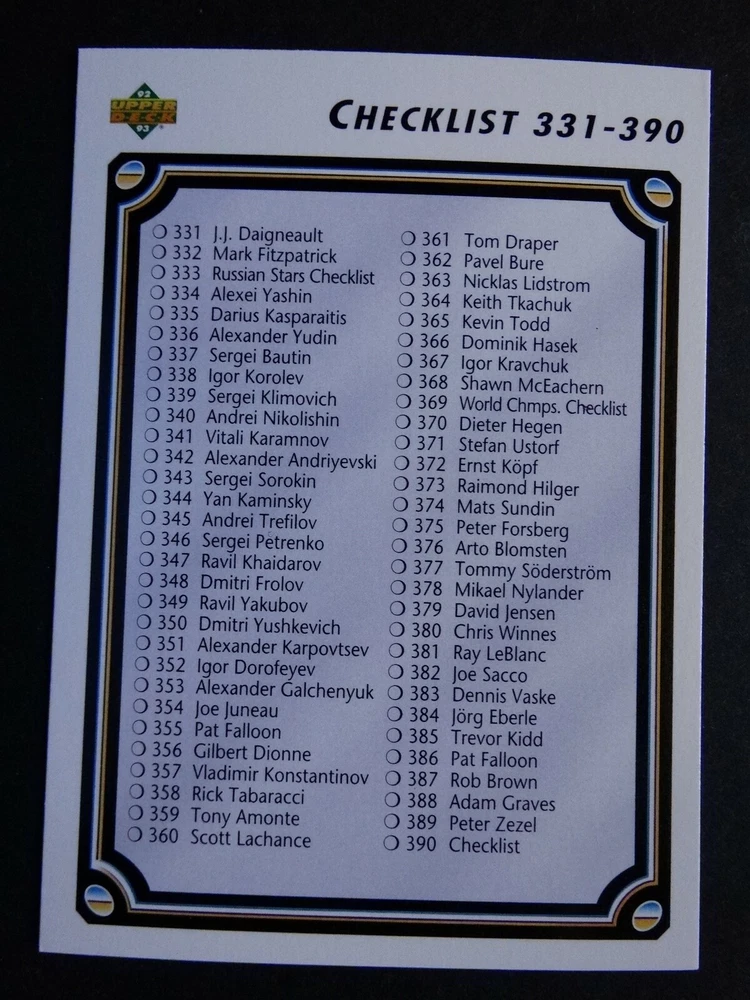 92
UPPER
DECK
93
CHECKLIST 331-390
331 J.J. Daigneault
332 Mark Fitzpatrick
333 Russian Stars Checklist
334 Alexei Yashin
335 Darius Kasparaitis
336 Alexander Yudin
337 Sergei Bautin
338 Igor Korolev
339 Sergei Klimovich
340 Andrei Nikolishin
341 Vitali Karamnov
342 Alexander Andriyevski
343 Sergei Sorokin
344 Yan Kaminsky
345 Andrei Trefilov
346 Sergei Petrenko
347 Ravil Khaidarov
348 Dmitri Frolov
349 Ravil Yakubov
350 Dmitri Yushkevich
351 Alexander Karpovtsev
352 Igor Dorofeyev
353 Alexander Galchenyuk
354 Joe Juneau
355 Pat Falloon
356 Gilbert Dionne
357 Vladimir Konstantinov
358 Rick Tabaracci
359 Tony Amonte
360 Scott Lachance
361 Tom Draper
362 Pavel Bure
363 Nicklas Lidstrom
364 Keith Tkachuk
365 Kevin Todd
366 Dominik Hasek
367 Igor Kravchuk
368 Shawn McEachern
369 World Chmps. Checklist
370 Dieter Hegen
371 Stefan Ustorf
372 Ernst Köpf
373 Raimond Hilger
374 Mats Sundin
375 Peter Forsberg
376 Arto Blomsten
377 Tommy Söderström
378 Mikael Nylander
379 David Jensen
380 Chris Winnes
381 Ray LeBlanc
382 Joe Sacco
383 Dennis Vaske
384 Jörg Eberle
385 Trevor Kidd
386 Pat Falloon
387 Rob Brown
388 Adam Graves
389 Peter Zezel
390 Checklist